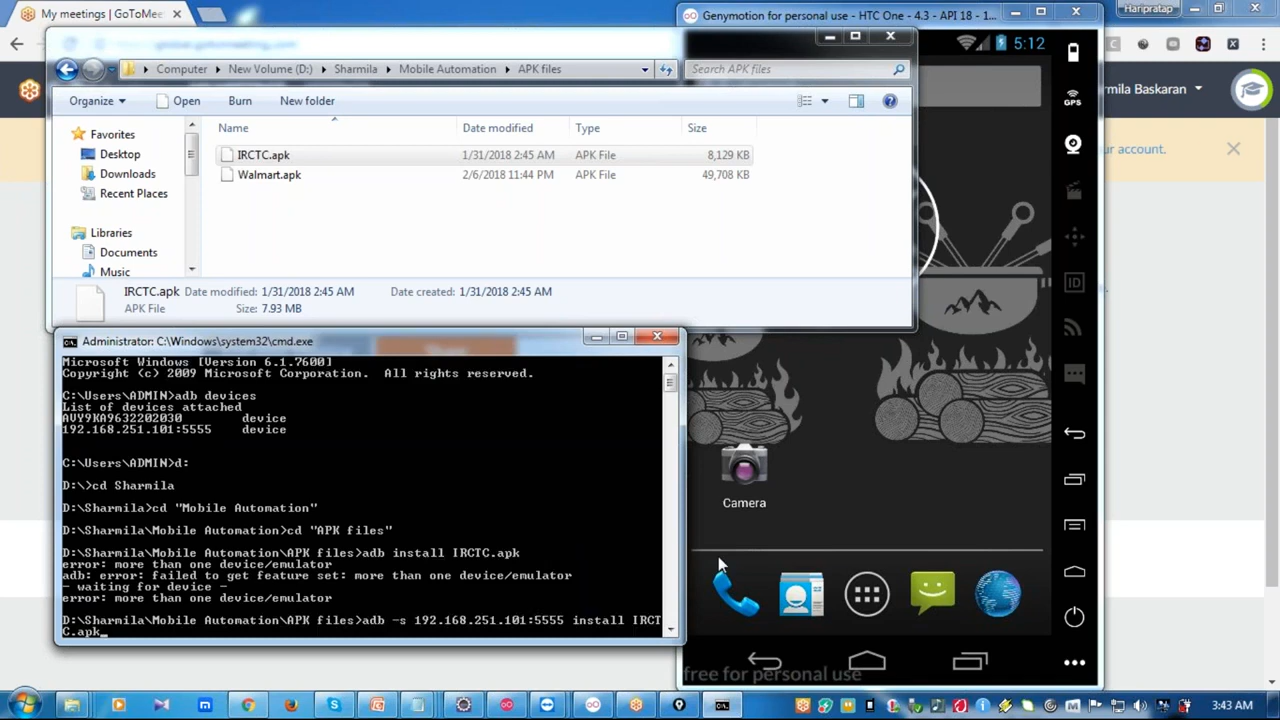 My meetings | GoToMee
Genymotion for personal use - HTC One - 4.3 - API 18 - 1...
Haripratap
5:12
Computer
New Volume (D:)
Sharmila
Mobile Automation
APK files
Search APK files
Organize
Open
Burn
New folder
GPS
rmila Baskaran
Name
Date modified
Type
Size
Favorites
Desktop
Downloads
Recent Places
Libraries
Documents
Music
IRCTC.apk 1/31/2018 2:45 AM APK File 8,129 KB
Walmart.apk 2/6/2018 11:44 PM APK File 49,708 KB
ur account.
IRCTC.apk Date modified: 1/31/2018 2:45 AM Date created: 1/31/2018 2:45 AM
APK File Size: 7.93 MB
ID
Administrator: C:\Windows\system32\cmd.exe
Microsoft Windows [Version 6.1.7600]
Copyright (c) 2009 Microsoft Corporation. All rights reserved.
C:\Users\ADMIN>adb devices
List of devices attached
AVY9KA9632202030 device
192.168.251.101:5555 device
C:\Users\ADMIN>d:
D:\>cd Sharmila
D:\Sharmila>cd "Mobile Automation"
D:\Sharmila\Mobile Automation>cd "APK files"
D:\Sharmila\Mobile Automation\APK files>adb install IRCTC.apk
error: more than one device/emulator
adb: error: failed to get feature set: more than one device/emulator
- waiting for device -
error: more than one device/emulator
D:\Sharmila\Mobile Automation\APK files>adb -s 192.168.251.101:5555 install IRCT
C.apk_
Camera
free for personal use
3:43 AM